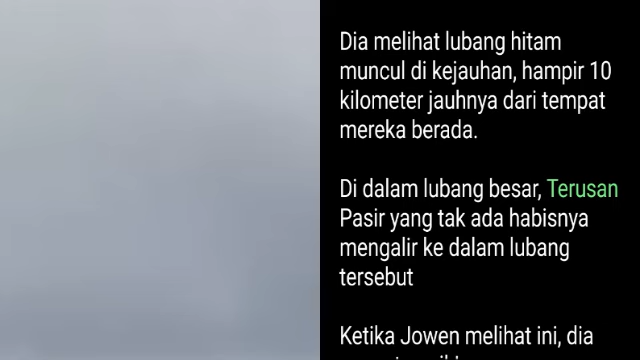 Dia melihat lubang hitam
muncul di kejauhan, hampir 10
kilometer jauhnya dari tempat
mereka berada.
Di dalam lubang besar, Terusan
Pasir yang tak ada habisnya
mengalir ke dalam lubang
tersebut
Ketika Jowen melihat ini, dia